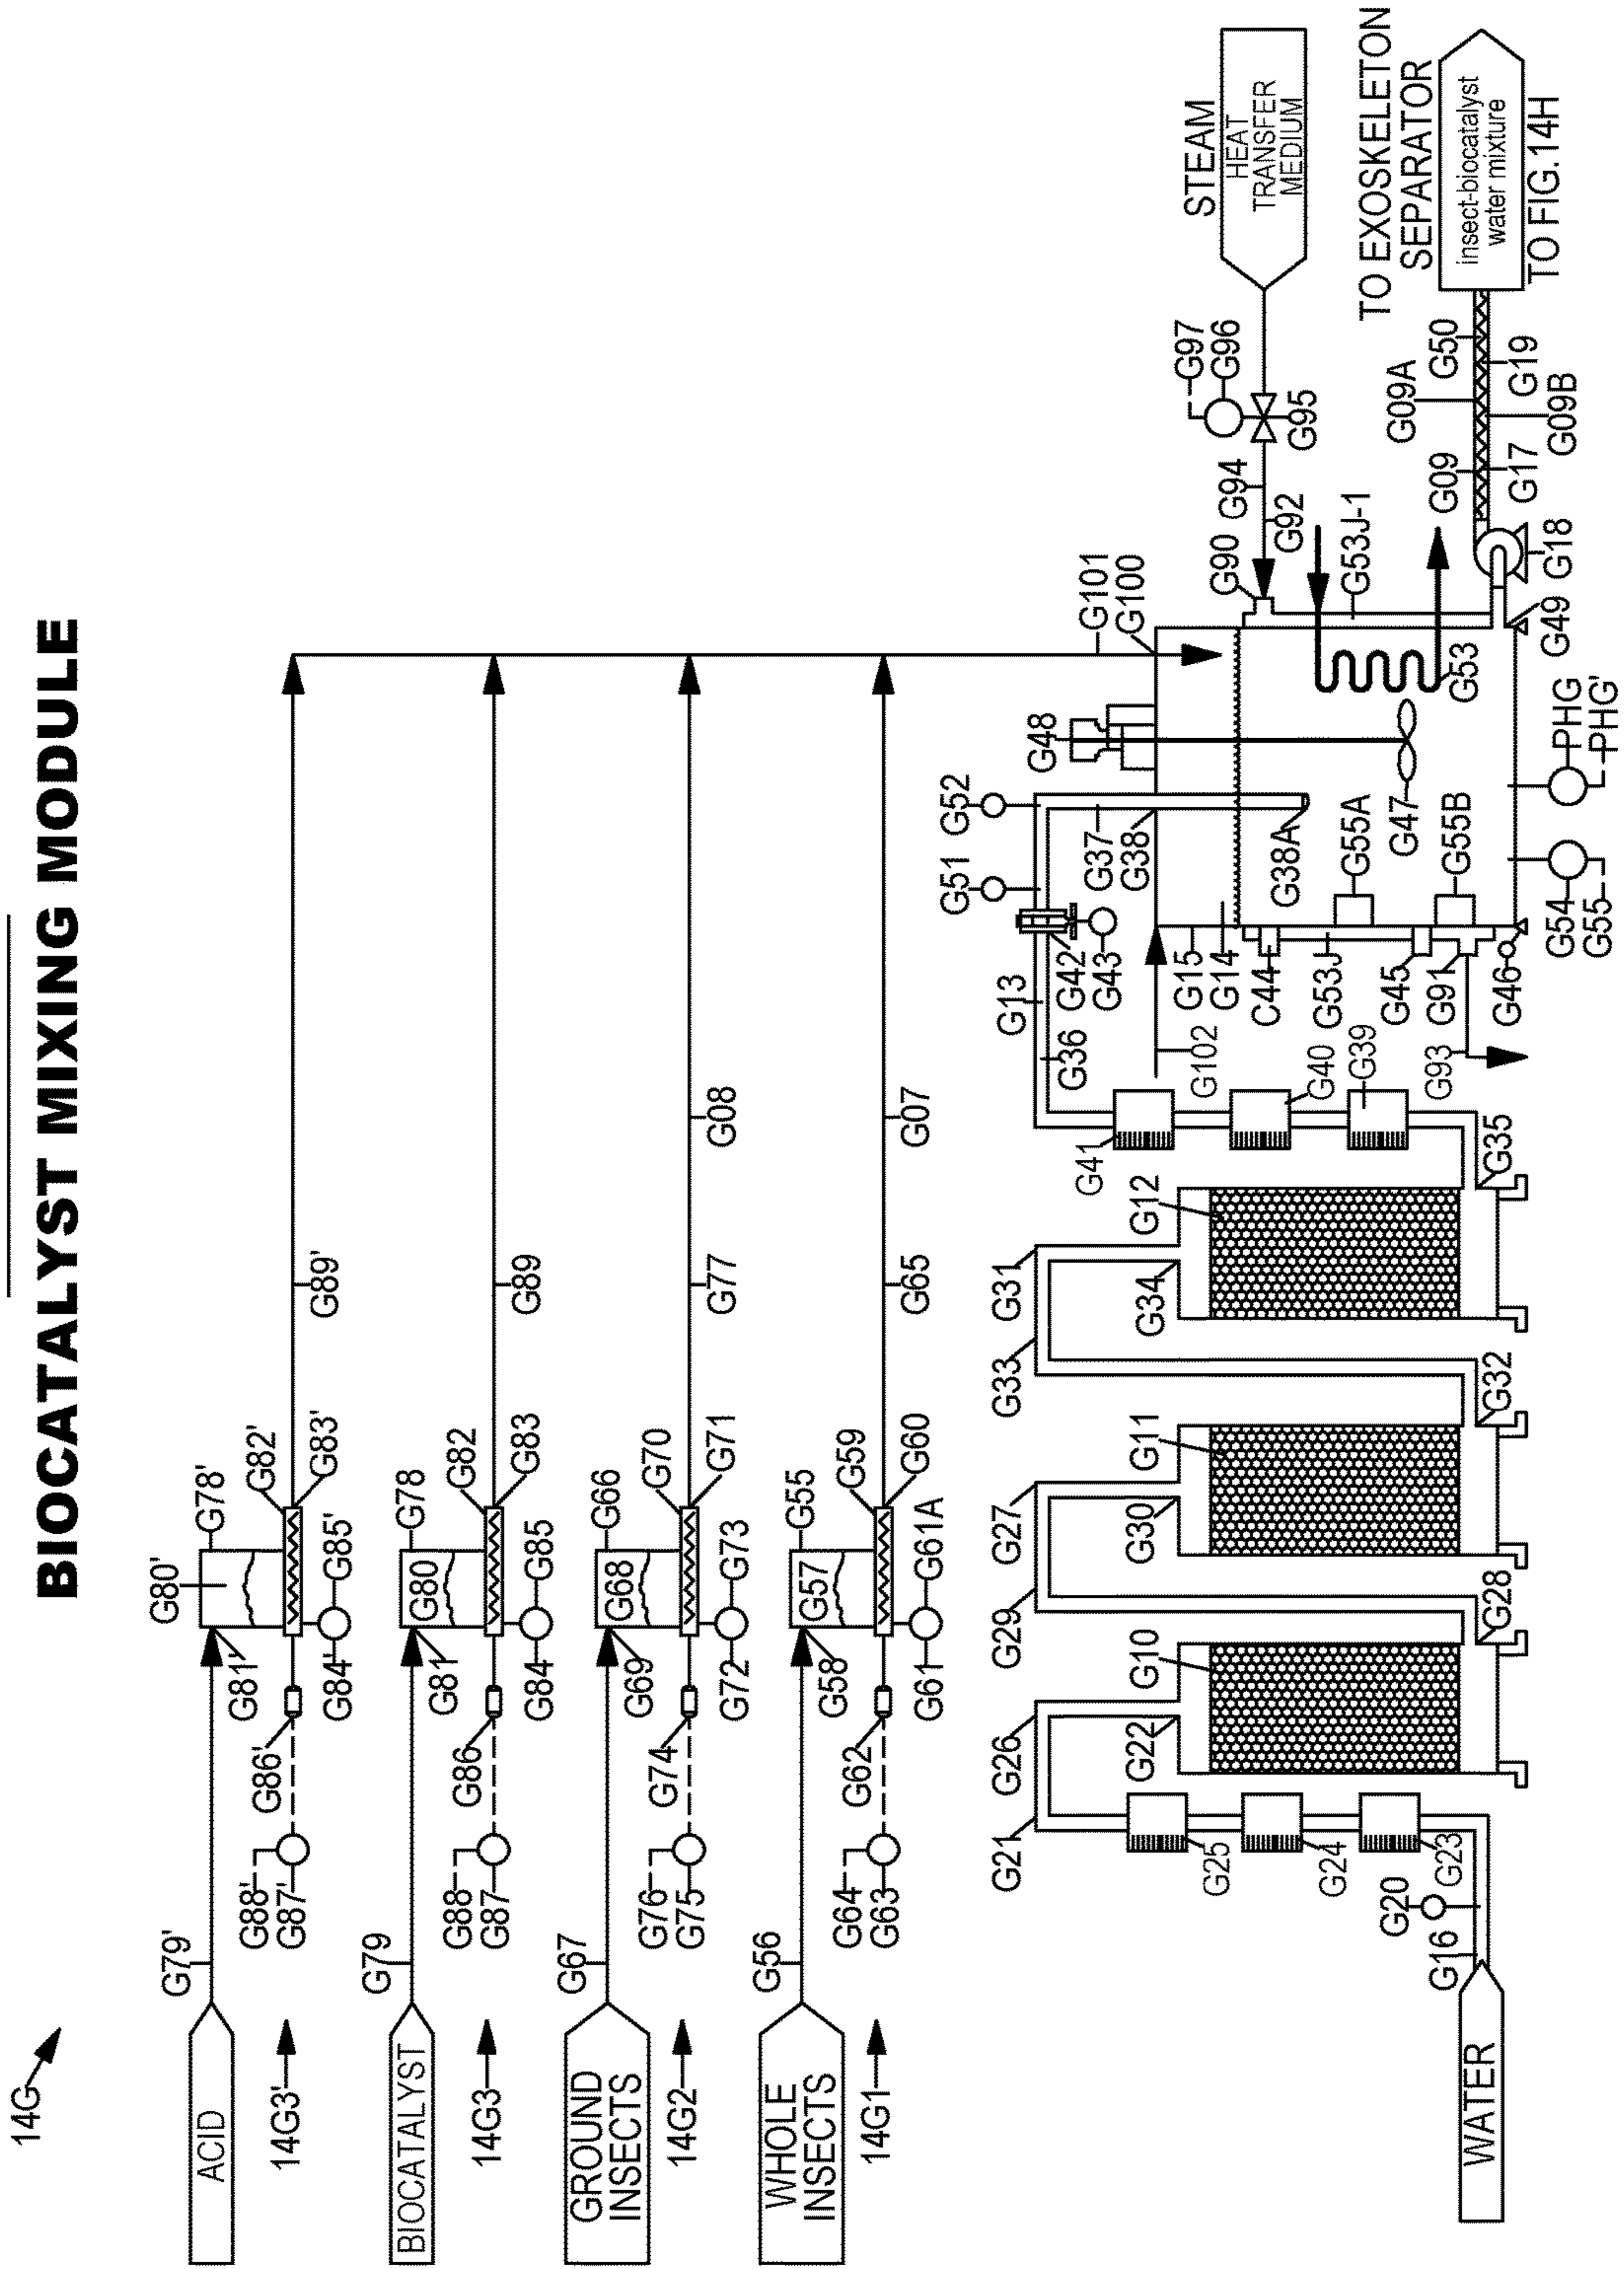 BIOCATALYST MIXING MODULE
14G
ACID
G79'
G80'
G78'
G81'
G82'
G83'
G84'
G85'
G86'
G87'
G88'
G89'
14G3'
BIOCATALYST
G79
G80
G78
G81
G82
G83
G84
G85
G86
G87
G88
G89
14G3
GROUND
INSECTS
G67
G68
G66
G69
G70
G71
G72
G73
G74
G75
G76
G77
G08
14G2
WHOLE
INSECTS
G56
G57
G55
G58
G59
G60
G61
G61A
G62
G63
G64
G65
G07
14G1
G101
G100
STEAM
HEAT
TRANSFER
MEDIUM
G97
G96
G95
G94
G92
G90
G53J-1
TO EXOSKELETON
SEPARATOR
insect-biocatalyst
water mixture
TO FIG.14H
G09A
G50
G19
G09B
G09
G17
G18
G49
G53
G48
G52
G51
G37
G38
G38A
G47
G55A
G55B
PHG
PHG'
G54
G55
G42
G43
G13
G36
G15
G14
C44
G53J
G45
G91
G46
G102
G93
G41
G40
G39
G35
G12
G31
G34
G33
G32
G11
G27
G30
G29
G28
G10
G26
G22
G21
G25
G24
G23
G20
G16
WATER